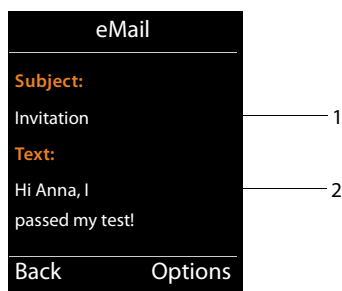 eMail
Subject:
Invitation 1
Text:
Hi Anna, I 2
passed my test!
Back Options